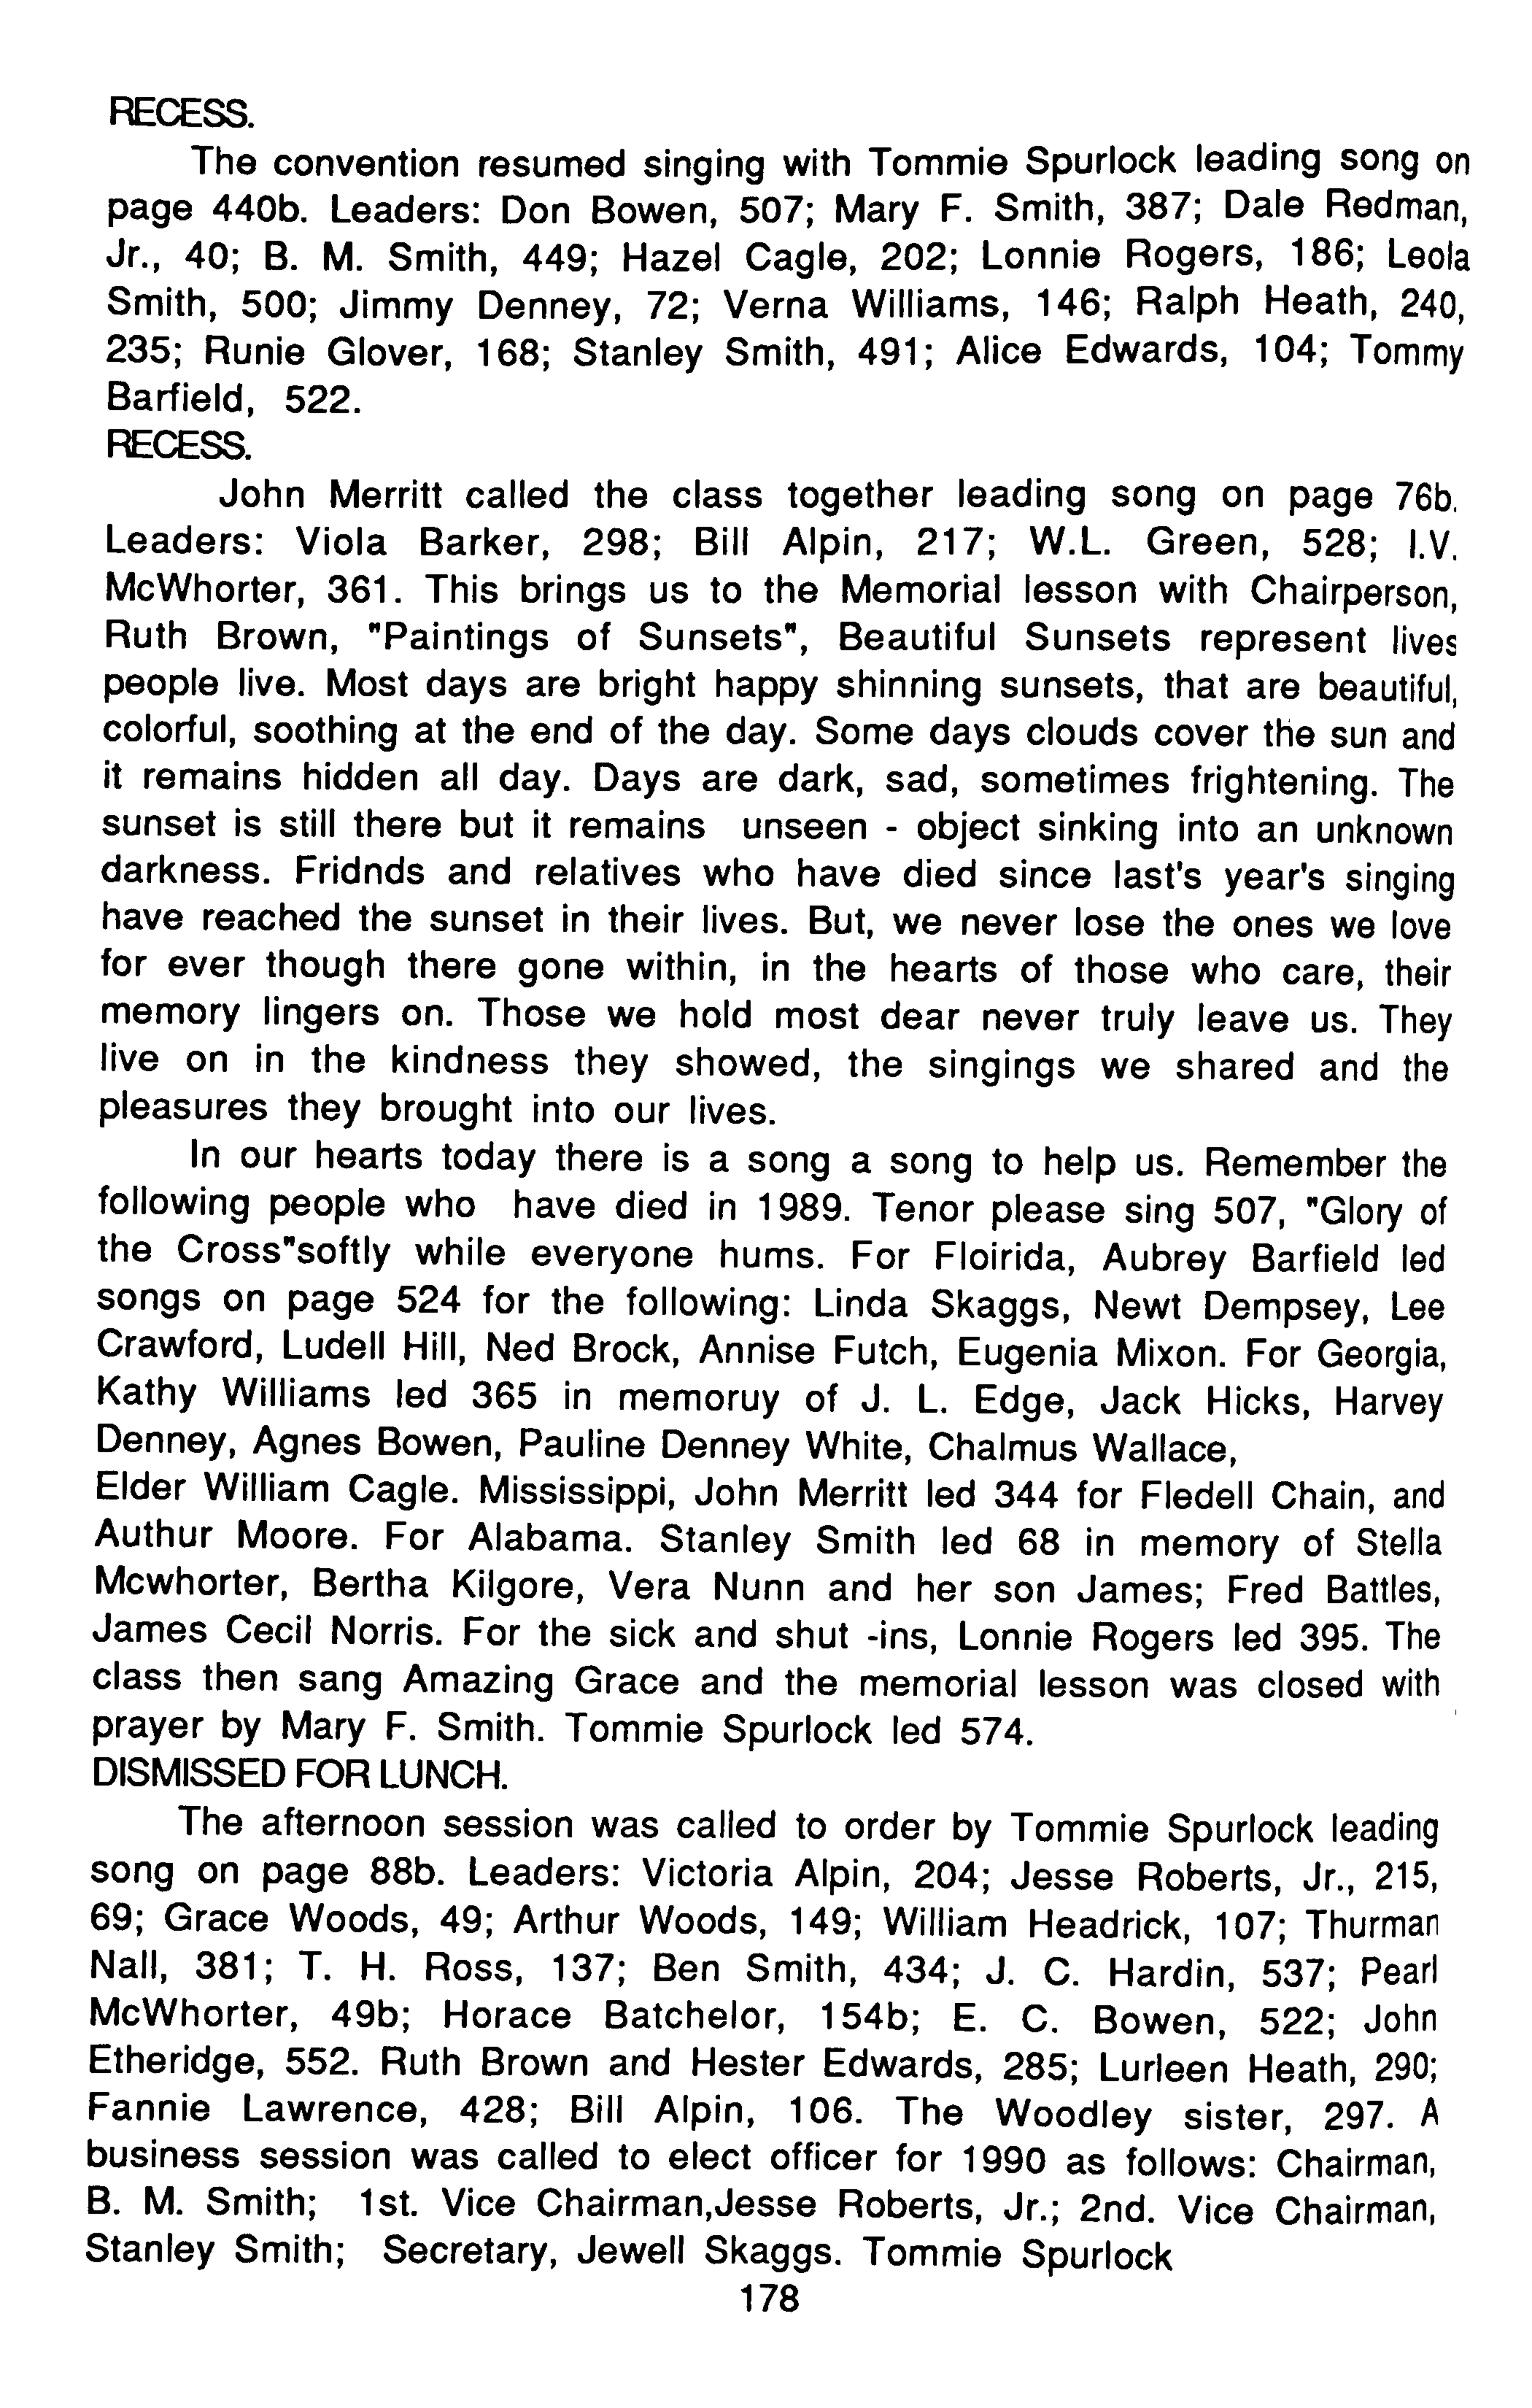 RECESS.
The convention resumed singing with Tommie Spurlock leading song on
page 440b. Leaders: Don Bowen, 507; Mary F. Smith, 387; Dale Redman,
Jr., 40; B. M. Smith, 449; Hazel Cagle, 202; Lonnie Rogers, 186; Leola
Smith, 500; Jimmy Denney, 72; Verna Williams, 146; Ralph Heath, 240,
235; Runie Glover, 168; Stanley Smith, 491; Alice Edwards, 104; Tommy
Barfield, 522.
RECESS.
John Merritt called the class together leading song on page 76b.
Leaders: Viola Barker, 298; Bill Alpin, 217; W.L. Green, 528; I.V.
McWhorter, 361. This brings us to the Memorial lesson with Chairperson,
Ruth Brown, "Paintings of Sunsets", Beautiful Sunsets represent lives
people live. Most days are bright happy shinning sunsets, that are beautiful,
colorful, soothing at the end of the day. Some days clouds cover the sun and
it remains hidden all day. Days are dark, sad, sometimes frightening. The
sunset is still there but it remains unseen - object sinking into an unknown
darkness. Fridnds and relatives who have died since last's year's singing
have reached the sunset in their lives. But, we never lose the ones we love
for ever though there gone within, in the hearts of those who care, their
memory lingers on. Those we hold most dear never truly leave us. They
live on in the kindness they showed, the singings we shared and the
pleasures they brought into our lives.
In our hearts today there is a song a song to help us. Remember the
following people who have died in 1989. Tenor please sing 507, "Glory of
the Cross"softly while everyone hums. For Floirida, Aubrey Barfield led
songs on page 524 for the following: Linda Skaggs, Newt Dempsey, Lee
Crawford, Ludell Hill, Ned Brock, Annise Futch, Eugenia Mixon. For Georgia,
Kathy Williams led 365 in memoruy of J. L. Edge, Jack Hicks, Harvey
Denney, Agnes Bowen, Pauline Denney White, Chalmus Wallace,
Elder William Cagle. Mississippi, John Merritt led 344 for Fledell Chain, and
Authur Moore. For Alabama. Stanley Smith led 68 in memory of Stella
Mcwhorter, Bertha Kilgore, Vera Nunn and her son James; Fred Battles,
James Cecil Norris. For the sick and shut -ins, Lonnie Rogers led 395. The
class then sang Amazing Grace and the memorial lesson was closed with
prayer by Mary F. Smith. Tommie Spurlock led 574.
DISMISSED FOR LUNCH.
The afternoon session was called to order by Tommie Spurlock leading
song on page 88b. Leaders: Victoria Alpin, 204; Jesse Roberts, Jr., 215,
69; Grace Woods, 49; Arthur Woods, 149; William Headrick, 107; Thurman
Nall, 381; T. H. Ross, 137; Ben Smith, 434; J. C. Hardin, 537; Pearl
McWhorter, 49b; Horace Batchelor, 154b; E. C. Bowen, 522; John
Etheridge, 552. Ruth Brown and Hester Edwards, 285; Lurleen Heath, 290;
Fannie Lawrence, 428; Bill Alpin, 106. The Woodley sister, 297. A
business session was called to elect officer for 1990 as follows: Chairman,
B. M. Smith; 1st. Vice Chairman,Jesse Roberts, Jr.; 2nd. Vice Chairman,
Stanley Smith; Secretary, Jewell Skaggs. Tommie Spurlock
178